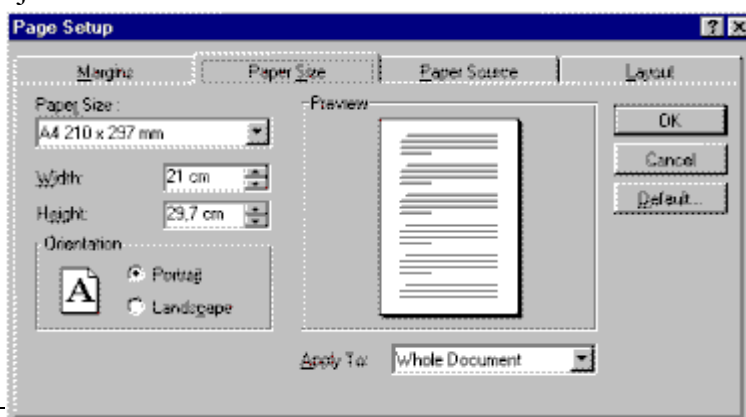 Page Setup
Margins Paper Size Paper Source Layout
Paper Size :
A4 210 x 297 mm
Width: 21 cm
Height: 29,7 cm
Orientation
A
Portrait
Landscape
Preview
Apply To: Whole Document
OK
Cancel
Default...